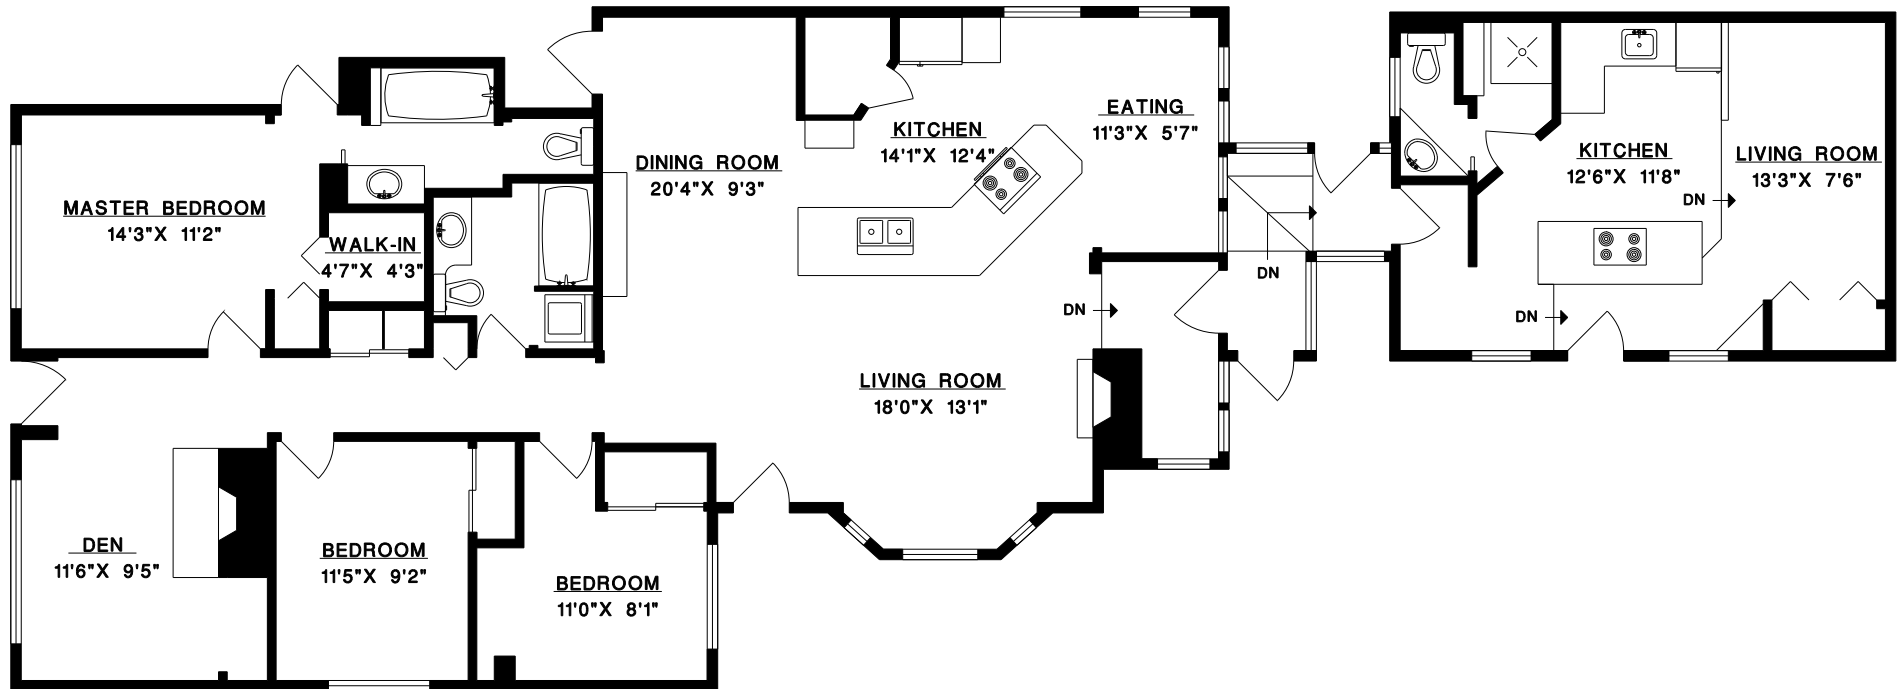 EATING
11'3"X 5'7"
KITCHEN
14'1"X 12'4"
DINING ROOM
20'4"X 9'3"
KITCHEN
12'6"X 11'8"
LIVING ROOM
13'3"X 7'6"
DN
MASTER BEDROOM
14'3"X 11'2"
WALK-IN
4'7"X 4'3"
DN
DN
DN
LIVING ROOM
18'0"X 13'1"
DEN
11'6"X 9'5"
BEDROOM
11'5"X 9'2"
BEDROOM
11'0"X 8'1"